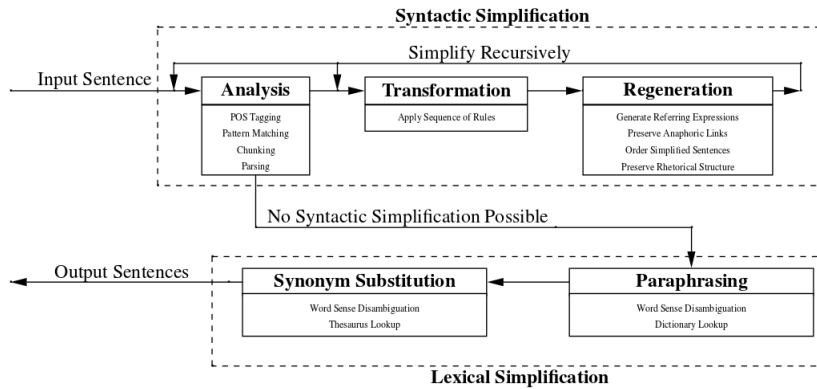 Syntactic Simplification
Simplify Recursively
Input Sentence
Analysis
POS Tagging
Pattern Matching
Chunking
Parsing
Transformation
Apply Sequence of Rules
Regeneration
Generate Referring Expressions
Preserve Anaphoric Links
Order Simplified Sentences
Preserve Rhetorical Structure
No Syntactic Simplification Possible
Output Sentences
Synonym Substitution
Word Sense Disambiguation
Thesaurus Lookup
Paraphrasing
Word Sense Disambiguation
Dictionary Lookup
Lexical Simplification